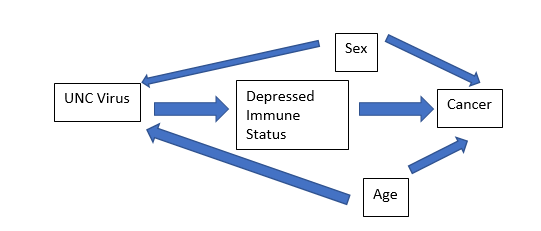 Sex
UNC Virus
Depressed
Immune
Status
Cancer
Age